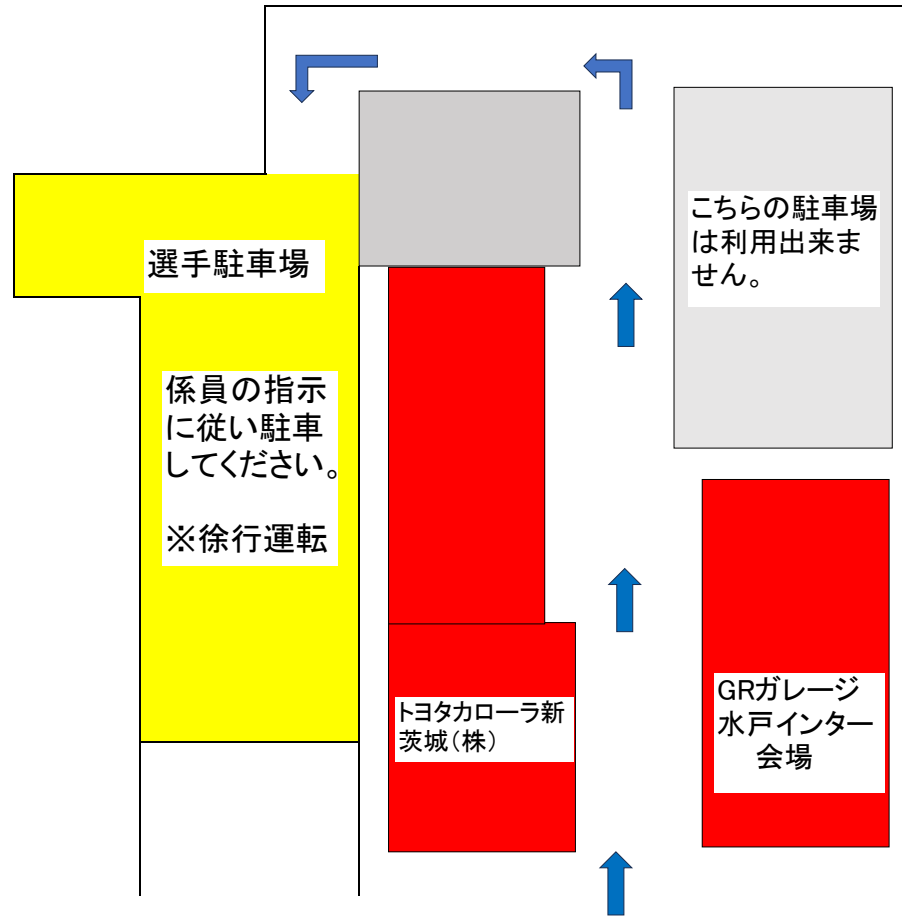 選手駐車場
係員の指示
に従い駐車
してください。
※徐行運転
こちらの駐車場
は利用出来ま
せん。
トヨタカローラ新
茨城(株)
GRガレージ
水戸インター
会場